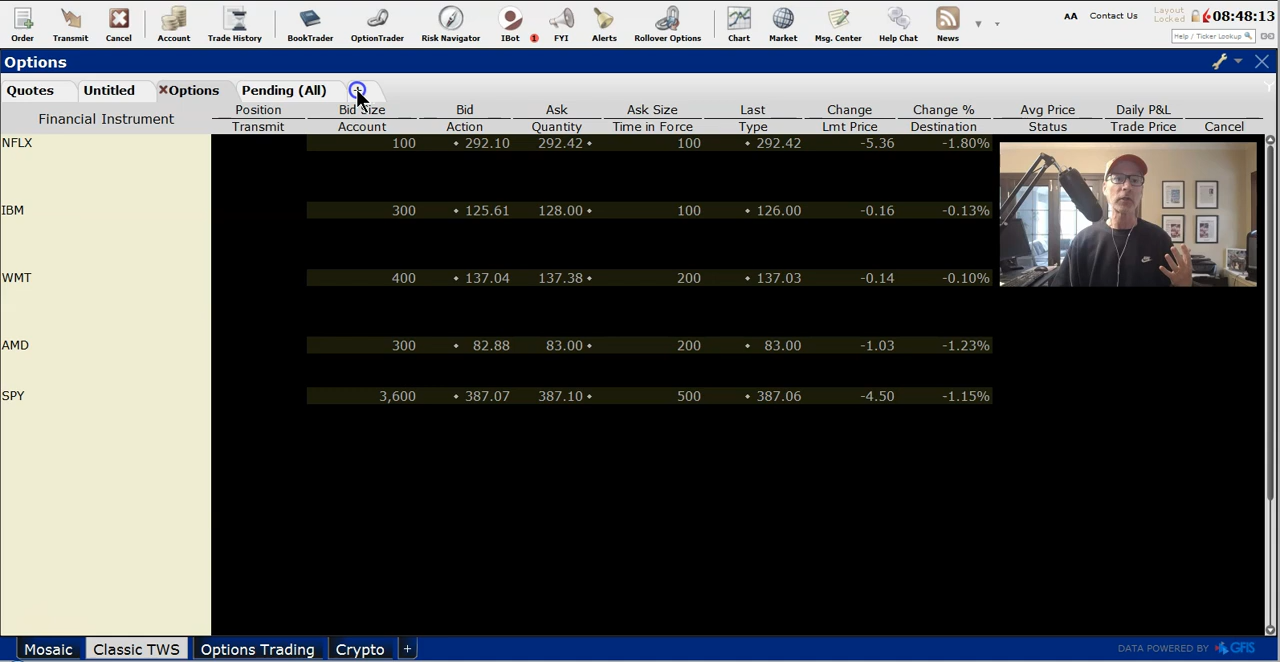 Order Transmit Cancel Account Trade History BookTrader OptionTrader Risk Navigator IBot 1 FYI Alerts Rollover Options Chart Market Msg. Center Help Chat News AA Contact Us Layout Locked 08:48:13
Help / Ticker Lookup
Options
Quotes Untitled Options Pending (All) +
Financial Instrument
Position Bid Size Bid Ask Ask Size Last Change Change % Avg Price Daily P&L
Transmit Account Action Quantity Time in Force Type Lmt Price Destination Status Trade Price Cancel
NFLX 100 292.10 292.42 100 292.42 -5.36 -1.80%
IBM 300 125.61 128.00 100 126.00 -0.16 -0.13%
WMT 400 137.04 137.38 200 137.03 -0.14 -0.10%
AMD 300 82.88 83.00 200 83.00 -1.03 -1.23%
SPY 3,600 387.07 387.10 500 387.06 -4.50 -1.15%
Mosaic Classic TWS Options Trading Crypto + DATA POWERED BY GFIS